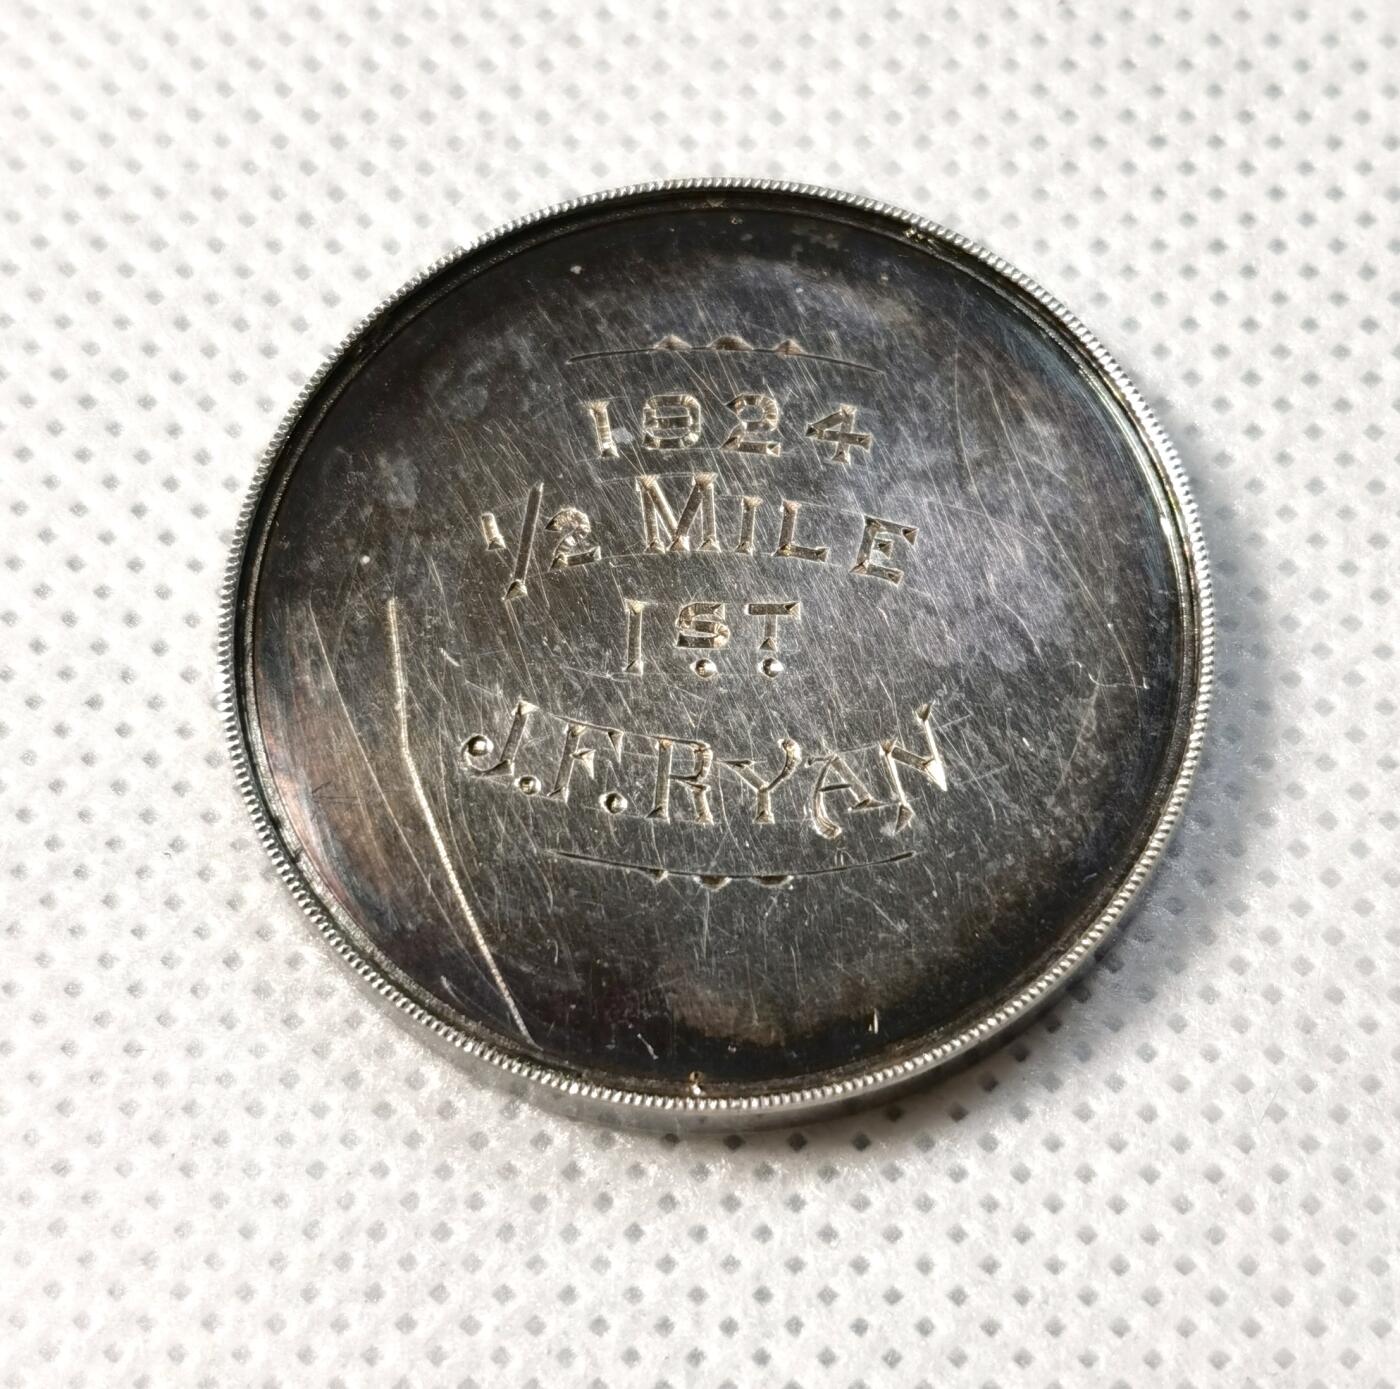 1924
1/2 MILE
1ST
J.F. RYAN